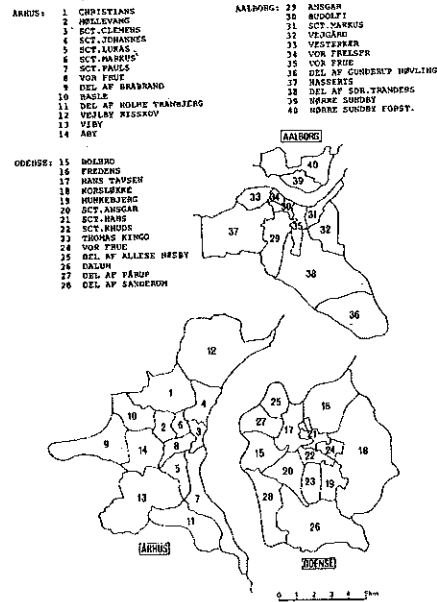 ÅRHUS: 1 CHRISTIANS
2 MØLLEVANG
3 SCT.CLEMENS
4 SCT.JOHANNES
5 SCT.LUKAS
6 SCT.MARKUS
7 SCT.PAULS
8 VOR FRUE
9 DEL AF BRABRAND
10 HASLE
11 DEL AF HOLME TRANBJERG
12 VEJLBY RISSKOV
13 VIBY
14 ÅBY
ODENSE: 15 BOLBRO
16 FREDENS
17 HANS TAUSEN
18 KORSLØKKE
19 MUNKEBJERG
20 SCT.ANSGAR
21 SCT.HANS
22 SCT.KNUDS
23 THOMAS KINGO
24 VOR FRUE
25 DEL AF ALLESE NÆSBY
26 DALUM
27 DEL AF PÅRUP
28 DEL AF SANDERUM
AALBORG: 29 ANSGAR
30 BUDOLFI
31 SCT.MARKUS
32 VEJGÅRD
33 VESTERKER
34 VOR FRELSER
35 VOR FRUE
36 DEL AF GUNDERUP NØVLING
37 HASSERIS
38 DEL AF SDR.TRANDERS
39 NØRRE SUNDBY
40 NØRRE SUNDBY FORST.
AALBORG
40
39
33
34
30
31
35
32
37
29
38
36
12
1
4
10
2
6
3
9
14
8
5
13
7
11
ÅRHUS
25
16
27
17
21
15
22
24
18
20
23
19
28
26
ODENSE
0 1 2 3 4 5km